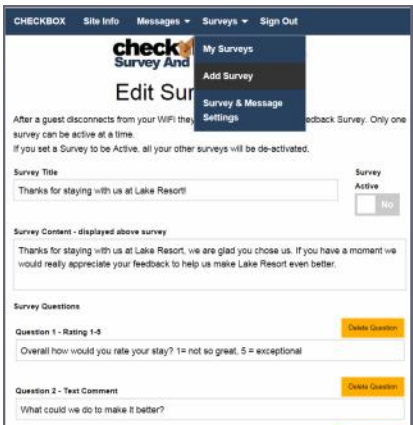 CHECKBOX Site Info Messages Surveys Sign Out
My Surveys
Add Survey
Survey & Message
Settings
check
Survey And
Edit Sur
After a guest disconnects from your WiFi they edback Survey. Only one
survey can be active at a time.
If you set a Survey to be Active, all your other surveys will be de-activated.
Survey Title
Survey
Active
Thanks for staying with us at Lake Resort!
No
Survey Content - displayed above survey
Thanks for staying with us at Lake Resort, we are glad you chose us. If you have a moment we
would really appreciate your feedback to help us make Lake Resort even better.
Survey Questions
Question 1 - Rating 1-5
Delete Question
Overall how would you rate your stay? 1= not so great, 5 = exceptional
Question 2 - Text Comment
Delete Question
What could we do to make it better?